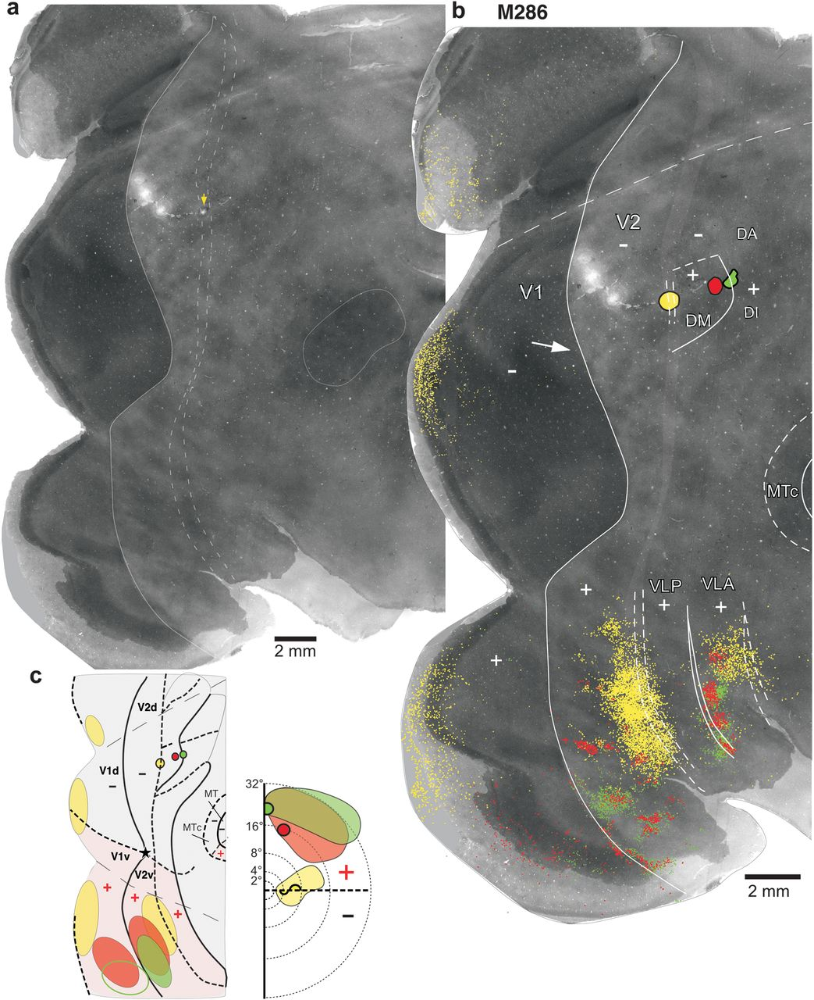 a
2 mm
b M286
V2
-
-
DA
+
+
V1
DM
DI
-
MTc
+
VLP
VLA
+
+
+
2 mm
c
V2d
V1d
-
-
MT
MTc
-
-
+
V1v
V2v
+
+
+
32°
16°
8°
4°
2°
+
-